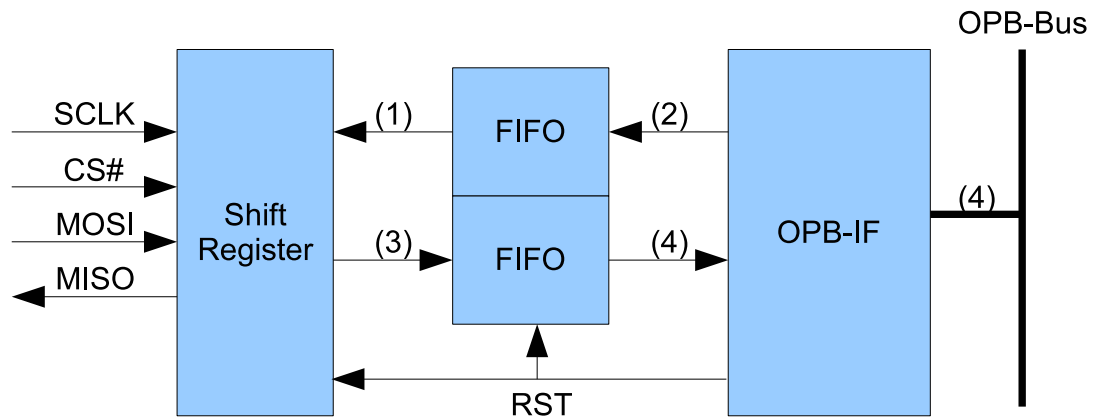 OPB-Bus
SCLK
(1)
FIFO
(2)
CS#
MOSI
Shift
Register
(3)
FIFO
(4)
OPB-IF
(4)
MISO
RST